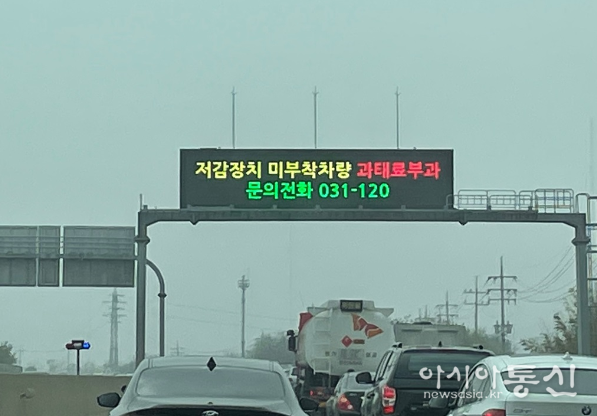 저감장치 미부착차량 과태료부과
문의전화 031-120
아시아통신
newsasia.kr